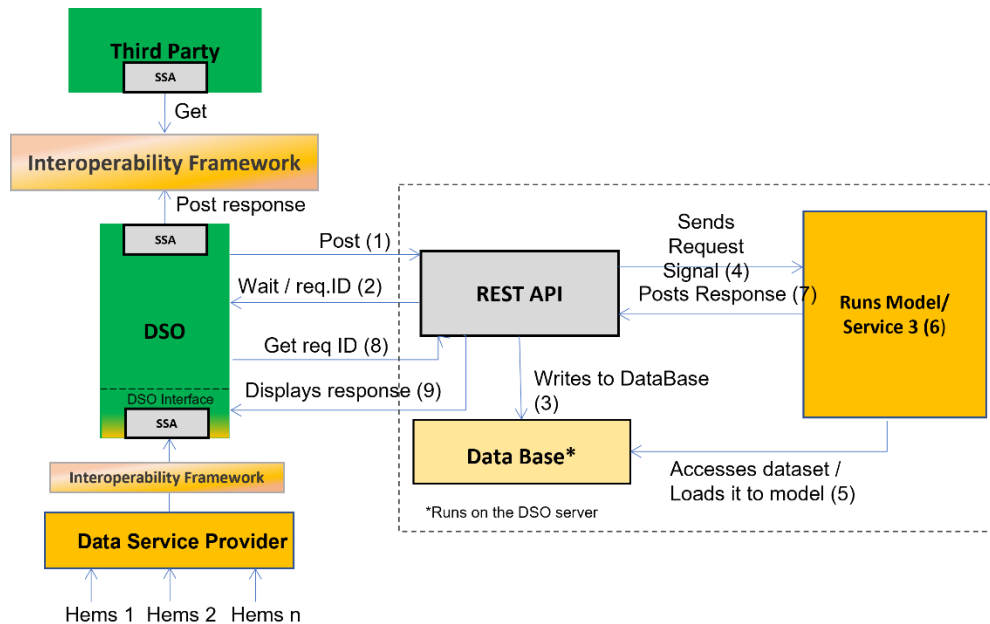 Third Party
SSA
Get
Interoperability Framework
Post response
SSA
Post (1)
Wait / req.ID (2)
DSO
Get req ID (8)
Displays response (9)
DSO Interface
SSA
Interoperability Framework
Data Service Provider
Hems 1 Hems 2 Hems n
REST API
Sends
Request
Signal (4)
Posts Response (7)
Runs Model/
Service 3 (6)
Writes to DataBase
(3)
Data Base*
Accesses dataset /
Loads it to model (5)
*Runs on the DSO server